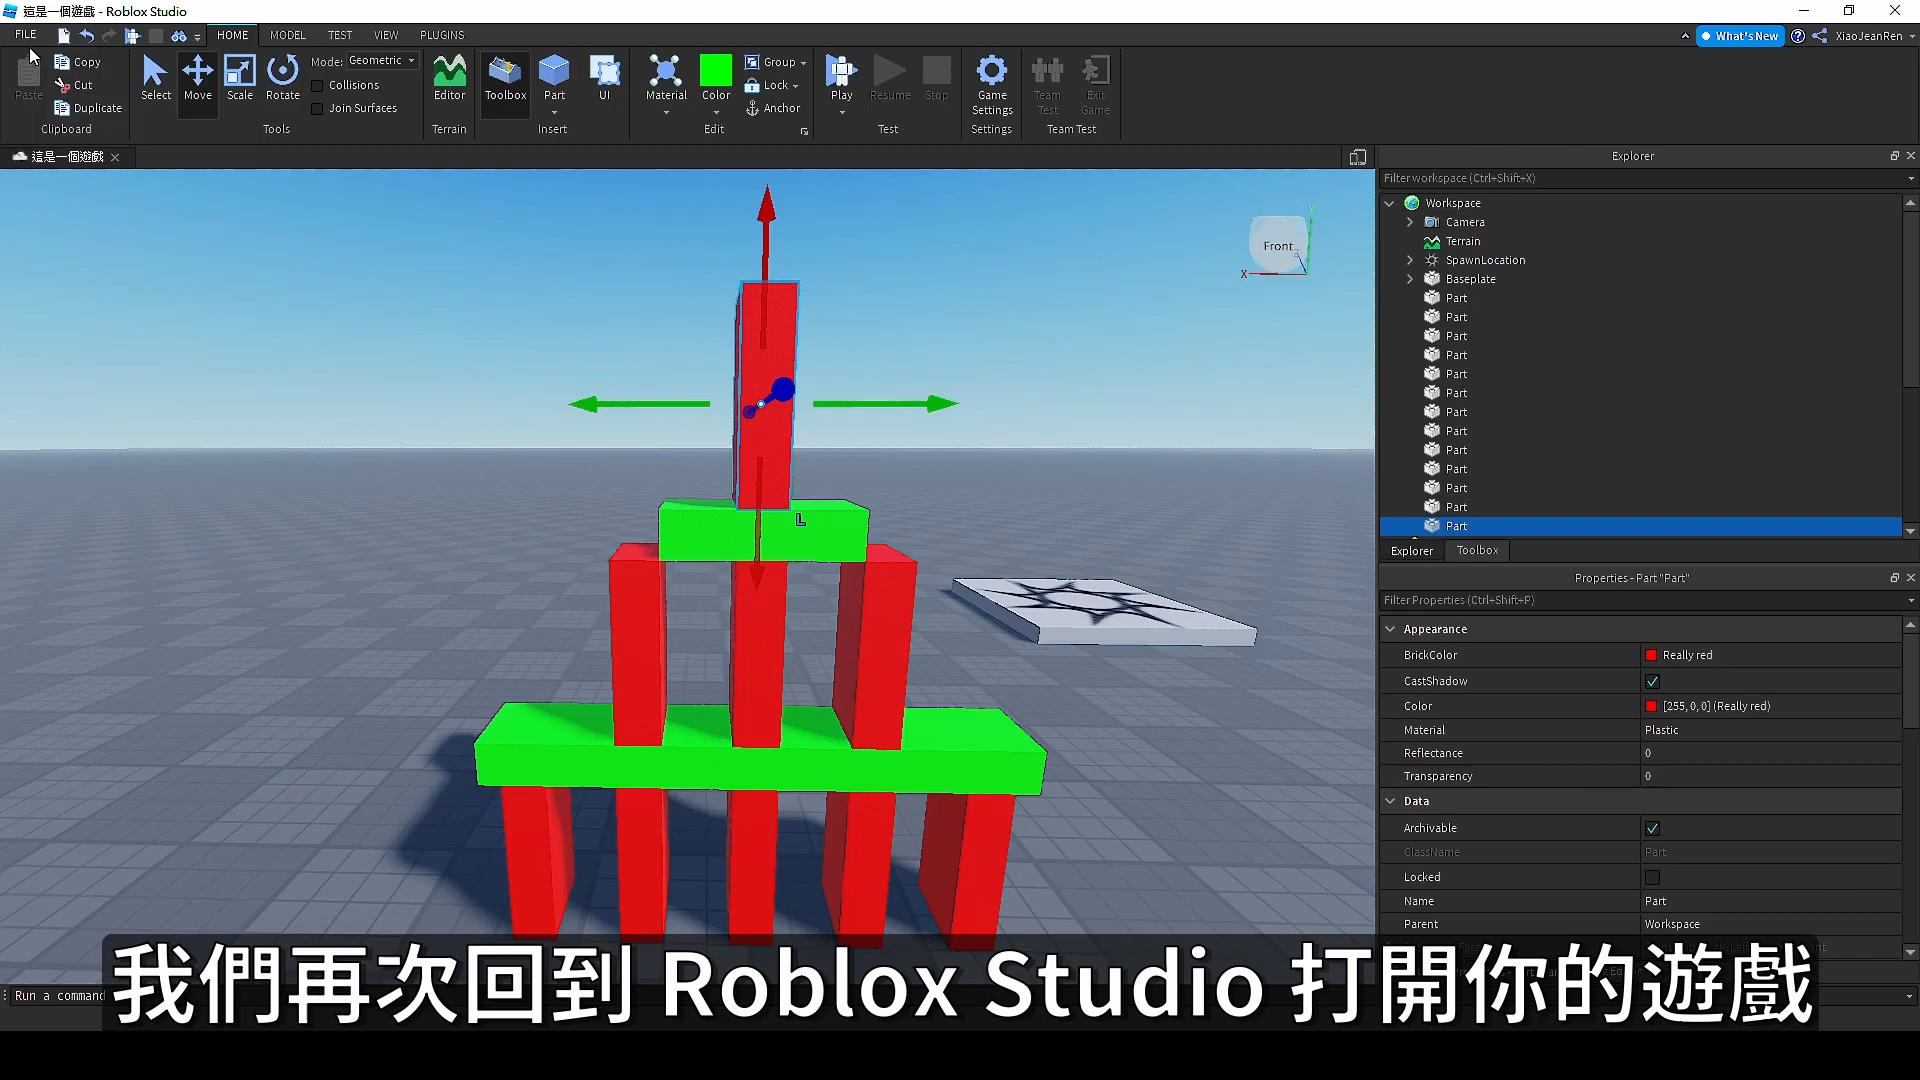 這是一個遊戲 - Roblox Studio
FILE
HOME
MODEL
TEST
VIEW
PLUGINS
What's New
XiaoJeanRen
Paste
Copy
Cut
Duplicate
Clipboard
Select
Move
Scale
Rotate
Mode: Geometric
Collisions
Join Surfaces
Tools
Editor
Terrain
Toolbox
Part
UI
Insert
Material
Color
Group
Lock
Anchor
Edit
Play
Resume
Stop
Test
Game Settings
Settings
Team Test
Exit Game
Team Test
這是一個遊戲
Front
X
Y
L
Explorer
Filter workspace (Ctrl+Shift+X)
Workspace
Camera
Terrain
SpawnLocation
Baseplate
Part
Part
Part
Part
Part
Part
Part
Part
Part
Part
Part
Part
Part
Explorer
Toolbox
Properties - Part "Part"
Filter Properties (Ctrl+Shift+P)
Appearance
BrickColor Really red
CastShadow
Color [255, 0, 0] (Really red)
Material Plastic
Reflectance 0
Transparency 0
Data
Archivable
ClassName Part
Locked
Name Part
Parent Workspace
Run a command
我們再次回到 Roblox Studio 打開你的遊戲